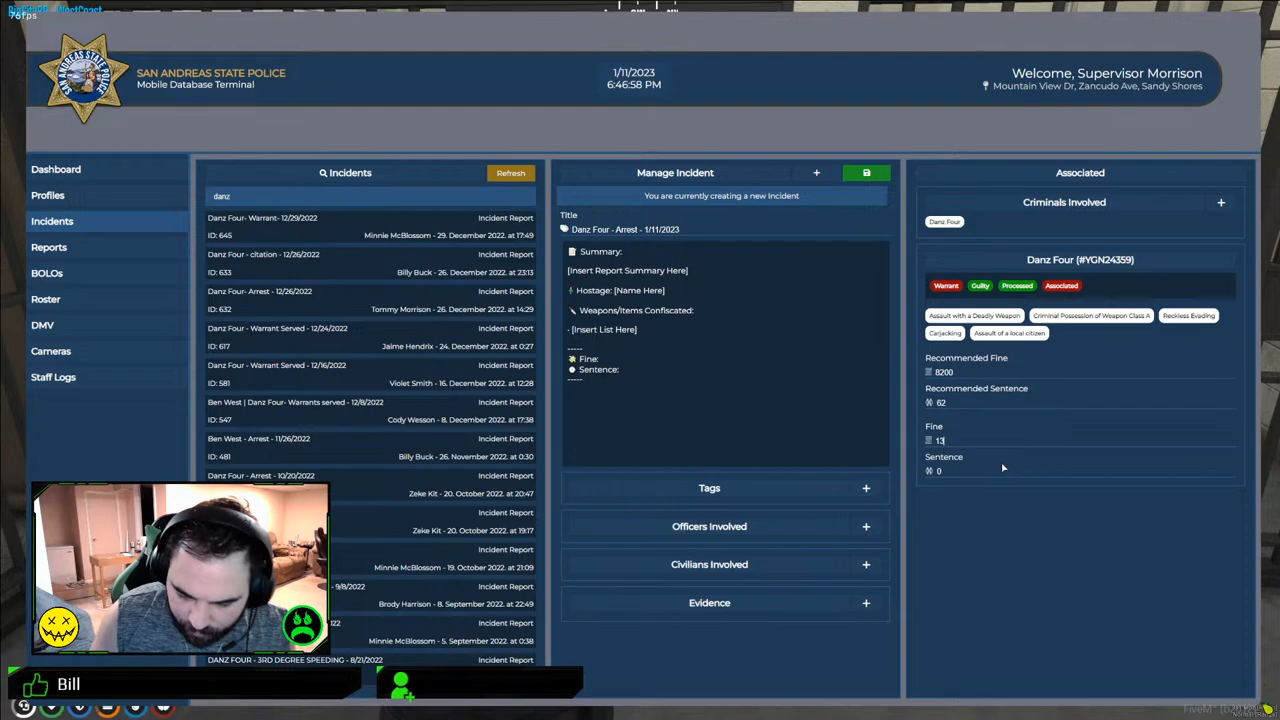 75fps
SAN ANDREAS STATE POLICE
Mobile Database Terminal
1/11/2023
6:46:58 PM
Welcome, Supervisor Morrison
Mountain View Dr, Zancudo Ave, Sandy Shores
Dashboard
Profiles
Incidents
Reports
BOLOs
Roster
DMV
Cameras
Staff Logs
Incidents
Refresh
danz
Danz Four- Warrant- 12/29/2022 Incident Report
ID: 645 Minnie McBlossom - 29. December 2022. at 17:49
Danz Four - citation - 12/26/2022 Incident Report
ID: 633 Billy Buck - 26. December 2022. at 23:13
Danz Four- Arrest - 12/26/2022 Incident Report
ID: 632 Tommy Morrison - 26. December 2022. at 14:29
Danz Four - Warrant Served - 12/24/2022 Incident Report
ID: 617 Jaime Hendrix - 24. December 2022. at 0:27
Danz Four - Warrant Served - 12/16/2022 Incident Report
ID: 581 Violet Smith - 16. December 2022. at 12:28
Ben West | Danz Four- Warrants served - 12/8/2022 Incident Report
ID: 547 Cody Wesson - 8. December 2022. at 17:38
Ben West - Arrest - 11/26/2022 Incident Report
ID: 481 Billy Buck - 26. November 2022. at 0:30
Danz Four - Arrest - 10/20/2022 Incident Report
Zeke Kit - 20. October 2022. at 20:47
Incident Report
Zeke Kit - 20. October 2022. at 19:17
Incident Report
Minnie McBlossom - 19. October 2022. at 21:09
- 9/8/2022 Incident Report
Brody Harrison - 8. September 2022. at 22:49
022 Incident Report
Minnie McBlossom - 5. September 2022. at 0:38
DANZ FOUR - 3RD DEGREE SPEEDING - 8/21/2022 Incident Report
Manage Incident +
You are currently creating a new Incident
Title
Danz Four - Arrest - 1/11/2023
Summary:
[Insert Report Summary Here]
Hostage: [Name Here]
Weapons/Items Confiscated:
· [Insert List Here]
-----
Fine:
Sentence:
-----
Tags +
Officers Involved +
Civilians Involved +
Evidence +
Associated
Criminals Involved +
Danz Four
Danz Four (#YGN24359)
Warrant Guilty Processed Associated
Assault with a Deadly Weapon Criminal Possession of Weapon Class A Reckless Evading
Carjacking Assault of a local citizen
Recommended Fine
8200
Recommended Sentence
62
Fine
13
Sentence
0
Bill